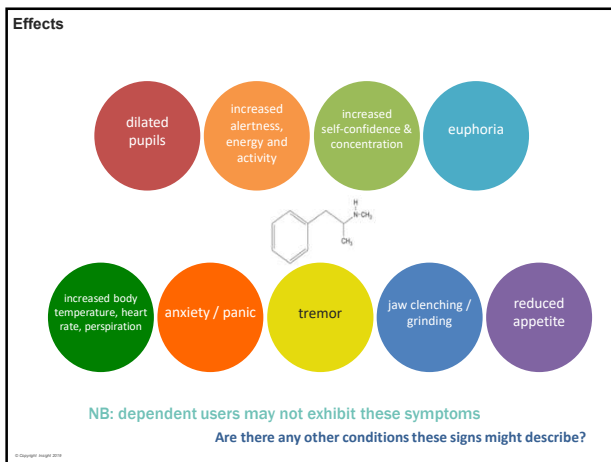 Effects
dilated
pupils
increased
alertness,
energy and
activity
increased
self-confidence &
concentration
euphoria
H
N-CH₃
CH₃
increased body
temperature, heart
rate, perspiration
anxiety / panic
tremor
jaw clenching /
grinding
reduced
appetite
NB: dependent users may not exhibit these symptoms
Are there any other conditions these signs might describe?
© Copyright Insight 2019